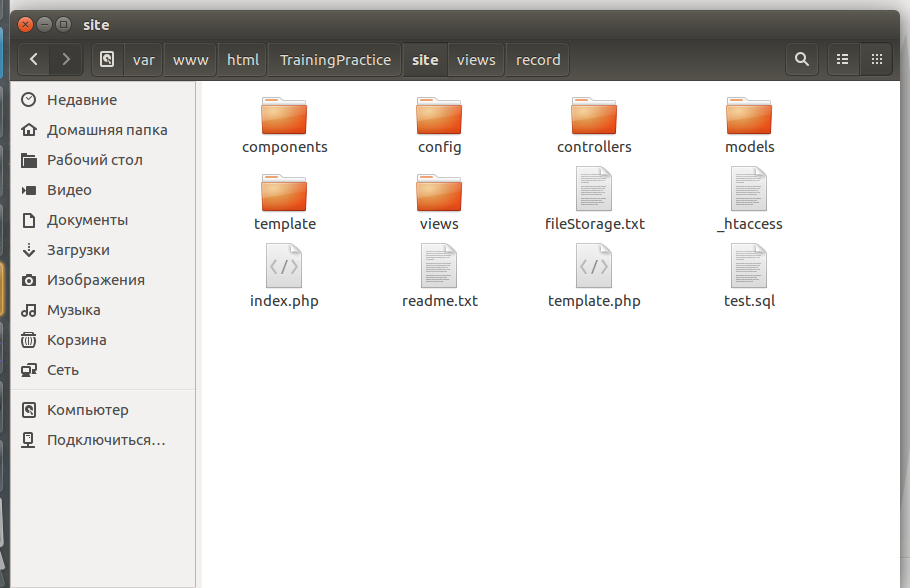 site
var www html TrainingPractice site views record
Недавние
Домашняя папка
Рабочий стол
Видео
Документы
Загрузки
Изображения
Музыка
Корзина
Сеть
Компьютер
Подключиться…
components config controllers models
template views fileStorage.txt _htaccess
index.php readme.txt template.php test.sql